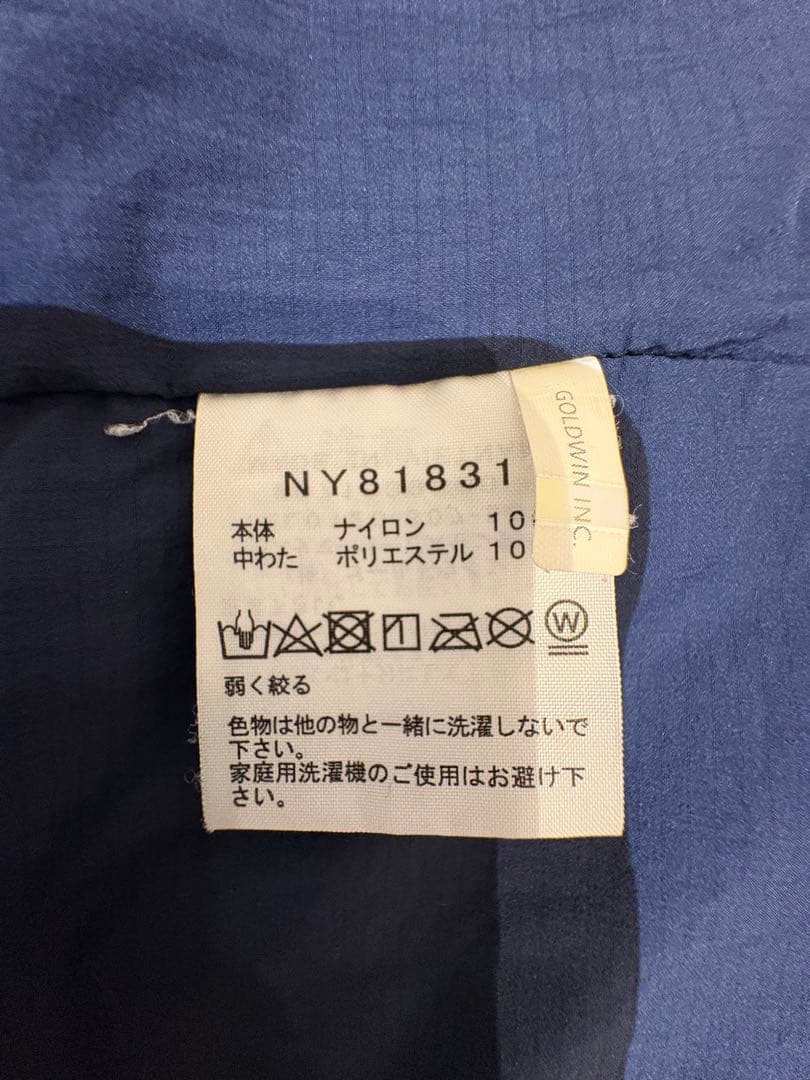 NY81831
GOLDWIN INC.
本体 ナイロン 10
中わた ポリエステル 10
W
弱く絞る
色物は他の物と一緒に洗濯しないで
下さい。
家庭用洗濯機のご使用はお避け下
さい。